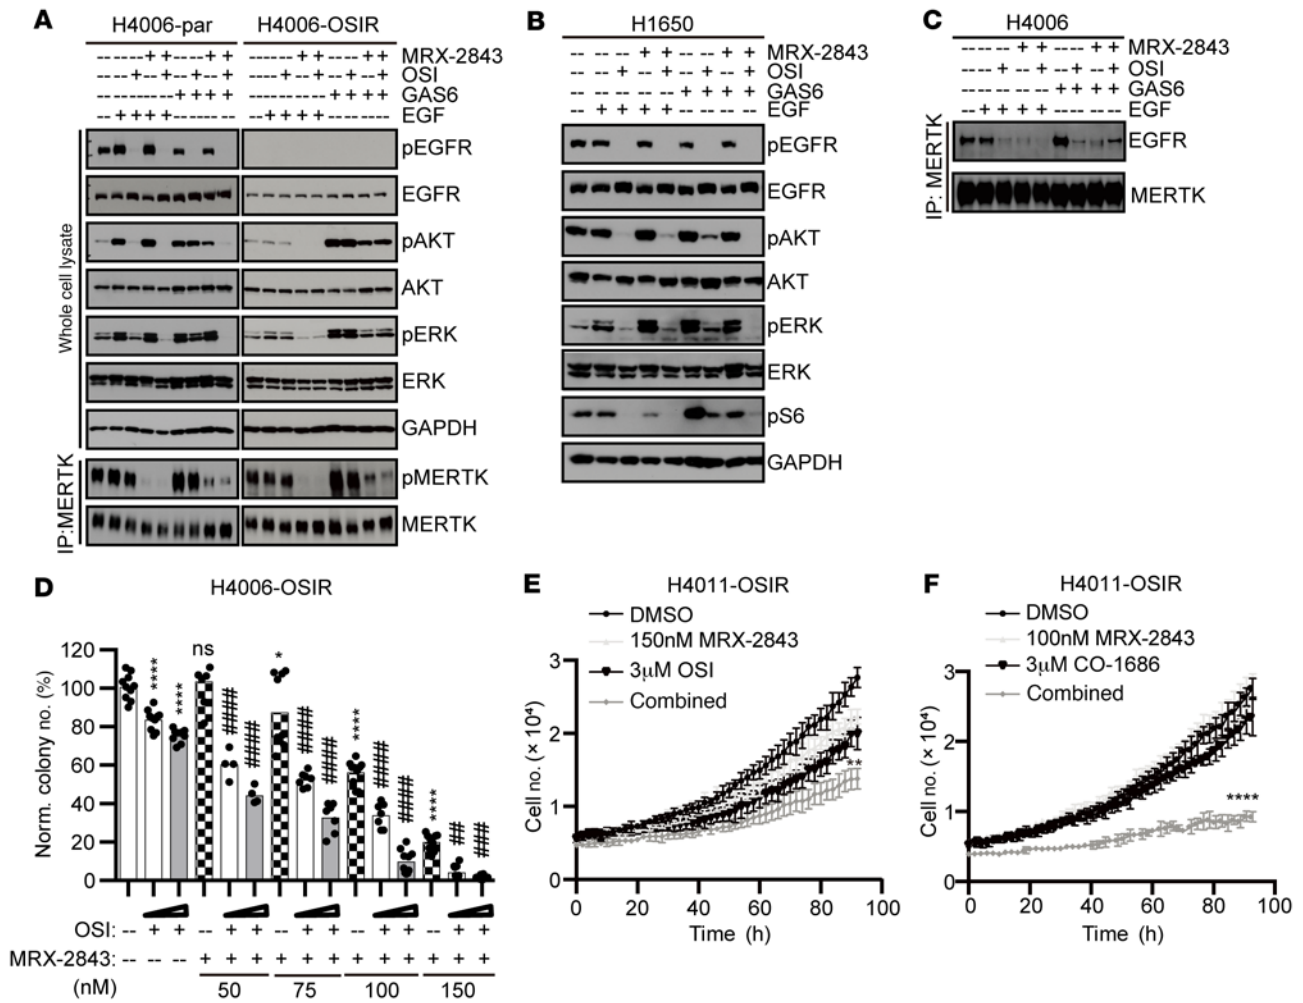 A
H4006-par
H4006-OSIR
MRX-2843
OSI
GAS6
EGF
Whole cell lysate
pEGFR
EGFR
pAKT
AKT
pERK
ERK
GAPDH
IP:MERTK
pMERTK
MERTK
B
H1650
MRX-2843
OSI
GAS6
EGF
pEGFR
EGFR
pAKT
AKT
pERK
ERK
pS6
GAPDH
C
H4006
MRX-2843
OSI
GAS6
EGF
IP: MERTK
EGFR
MERTK
D
H4006-OSIR
Norm. colony no. (%)
120
100
80
60
40
20
0
****
****
ns
####
####
*
####
####
****
####
####
****
##
###
OSI: -- + + -- + + -- + + -- + + -- + +
MRX-2843: -- -- -- + + + + + + + + + + + +
(nM) 50 75 100 150
E
H4011-OSIR
DMSO
150nM MRX-2843
3μM OSI
Combined
Cell no. (× 10⁴)
3
2
1
0
**
0 20 40 60 80 100
Time (h)
F
H4011-OSIR
DMSO
100nM MRX-2843
3μM CO-1686
Combined
Cell no. (× 10⁴)
3
2
1
0
****
0 20 40 60 80 100
Time (h)